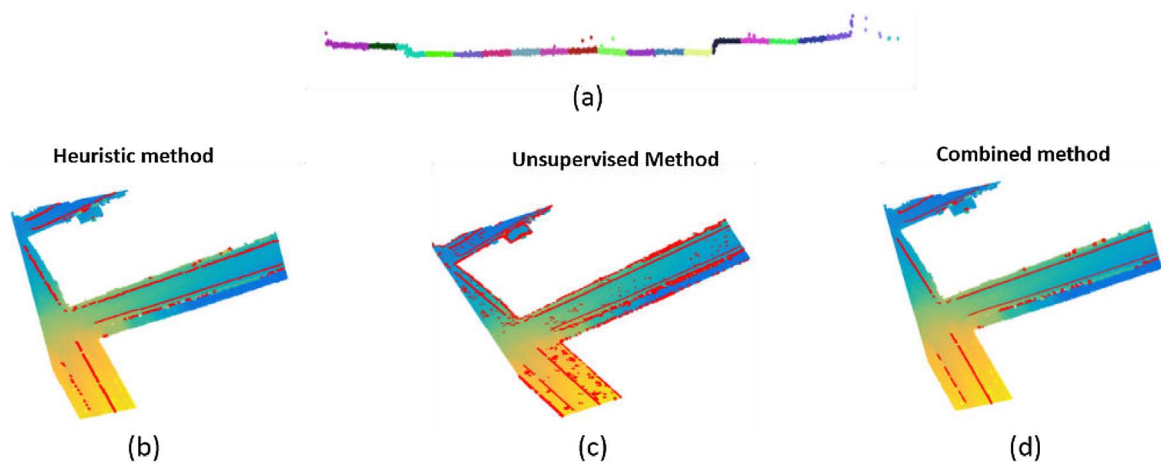 (a)
Heuristic method
Unsupervised Method
Combined method
(b)
(c)
(d)